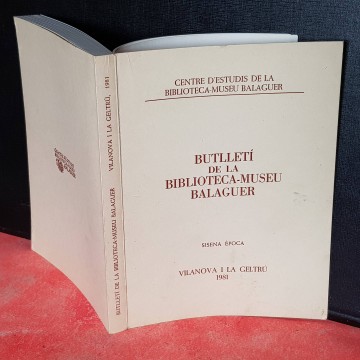 CENTRE D'ESTUDIS DE LA
BIBLIOTECA-MUSEU BALAGUER
BUTLLETÍ
DE LA
BIBLIOTECA-MUSEU
BALAGUER
SISENA ÈPOCA
VILANOVA I LA GELTRÚ
1981
BUTLLETÍ DE LA BIBLIOTECA-MUSEU BALAGUER
VILANOVA I LA GELTRÚ, 1981